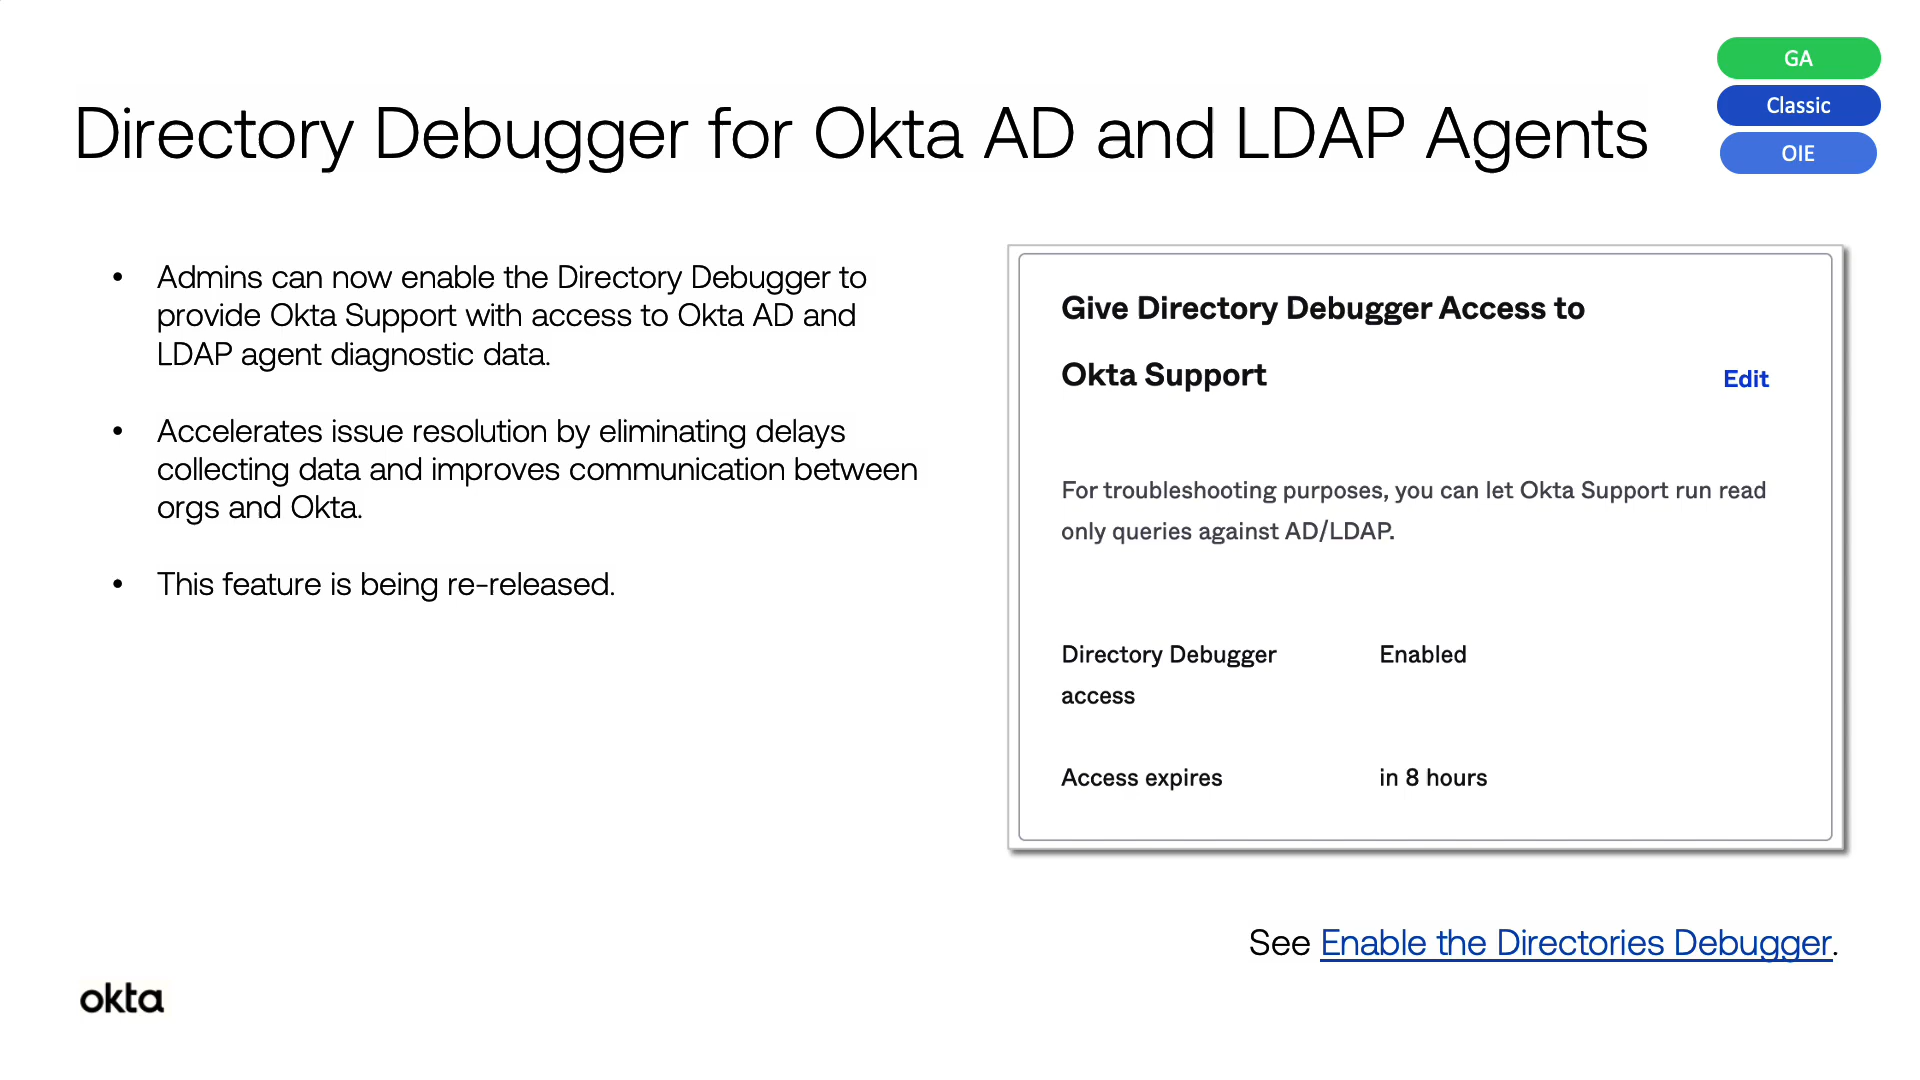 GA
Classic
OIE
Directory Debugger for Okta AD and LDAP Agents
• Admins can now enable the Directory Debugger to
provide Okta Support with access to Okta AD and
LDAP agent diagnostic data.
• Accelerates issue resolution by eliminating delays
collecting data and improves communication between
orgs and Okta.
• This feature is being re-released.
Give Directory Debugger Access to
Okta Support
Edit
For troubleshooting purposes, you can let Okta Support run read
only queries against AD/LDAP.
Directory Debugger Enabled
access
Access expires in 8 hours
See Enable the Directories Debugger.
okta